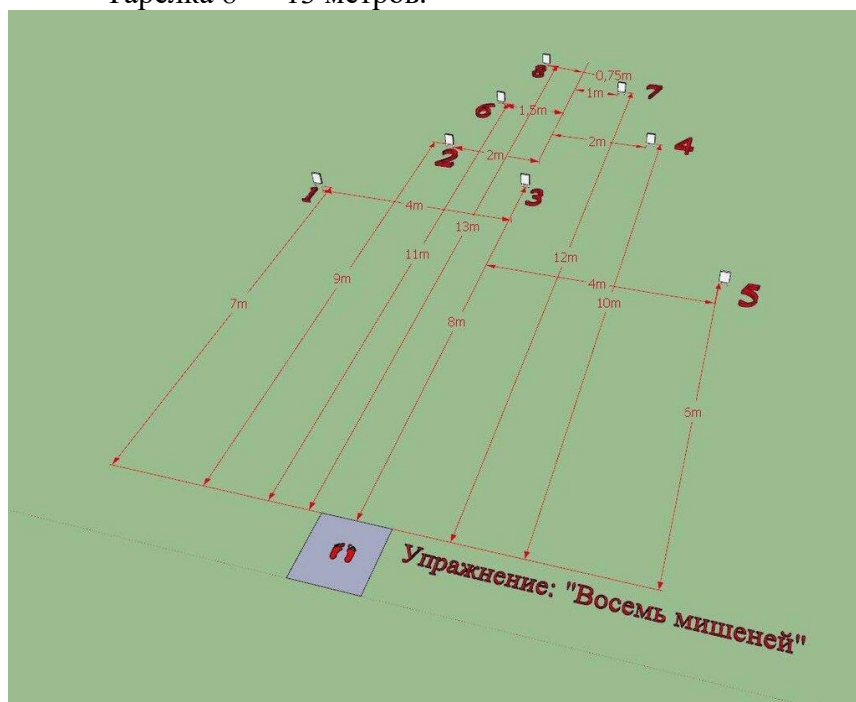 Тарелка 8 — 13 метров.
8
0,75m
7
1m
6
1,5m
4
2m
2
2m
3
1
4m
13m
11m
12m
9m
4m
5
10m
7m
8m
5m
Упражнение: "Восемь мишеней"